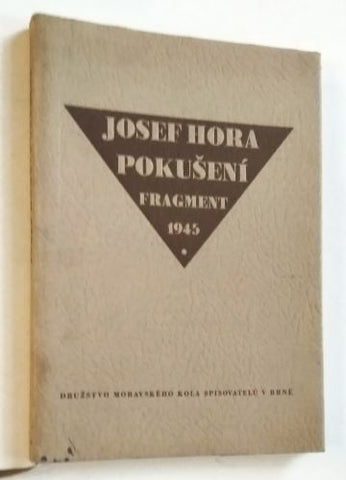 JOSEF HORA
POKUŠENÍ
FRAGMENT
1945
DRUŽSTVO MORAVSKÉHO KOLA SPISOVATELŮ V BRNĚ